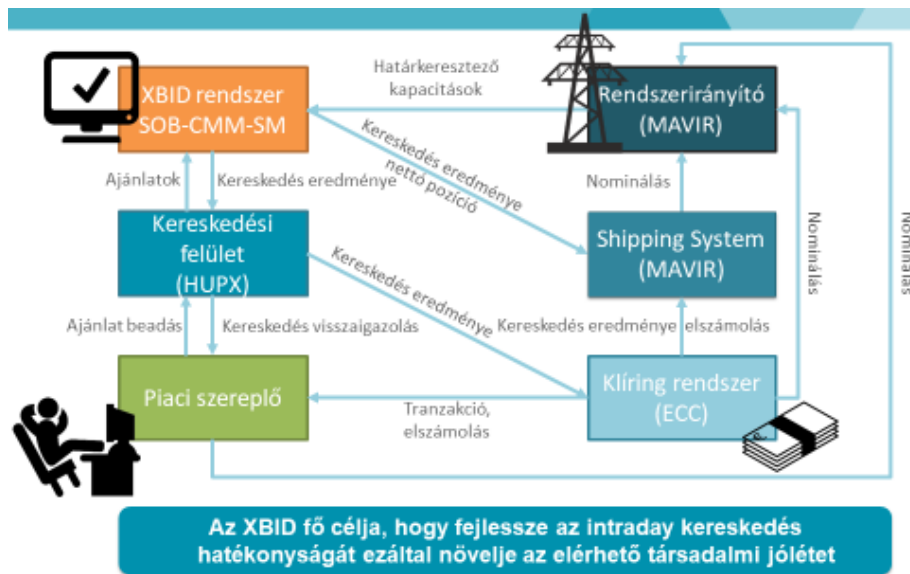 XBID rendszer
SOB-CMM-SM
Határkeresztező
kapacitások
Rendszerirányító
(MAVIR)
Ajánlatok
Kereskedés eredménye
Kereskedés eredménye
nettó pozíció
Nominálás
Kereskedési
felület
(HUPX)
Shipping System
(MAVIR)
Nominálás
Nominálás
Ajánlat beadás
Kereskedés visszaigazolás
Kereskedés eredménye
Kereskedés eredménye elszámolás
Piaci szereplő
Tranzakció,
elszámolás
Klíring rendszer
(ECC)
Az XBID fő célja, hogy fejlessze az intraday kereskedés
hatékonyságát ezáltal növelje az elérhető társadalmi jólétet